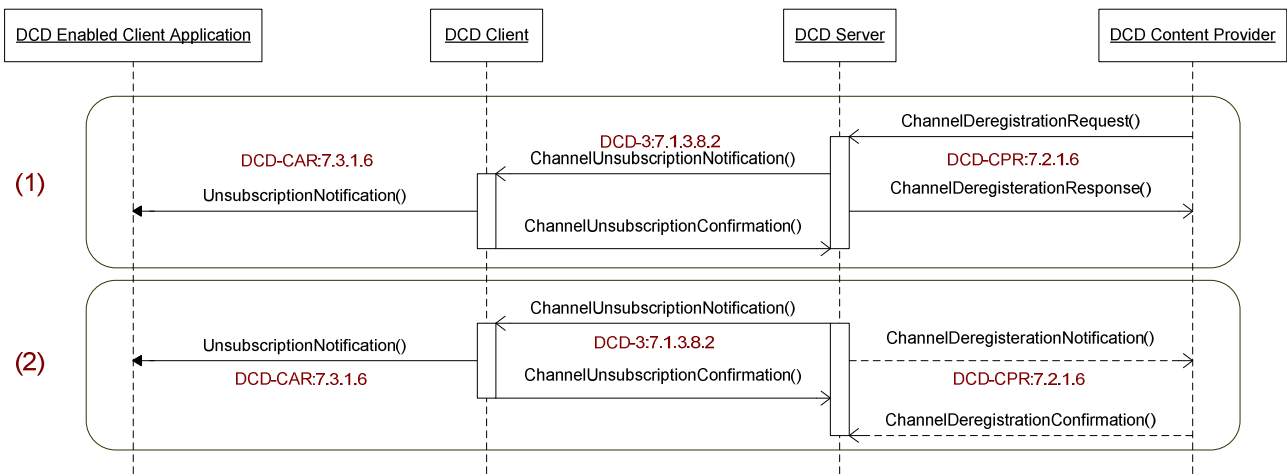 DCD Enabled Client Application
DCD Client
DCD Server
DCD Content Provider
(1)
ChannelDeregistrationRequest()
DCD-3:7.1.3.8.2
ChannelUnsubscriptionNotification()
DCD-CAR:7.3.1.6
DCD-CPR:7.2.1.6
UnsubscriptionNotification()
ChannelDeregisterationResponse()
ChannelUnsubscriptionConfirmation()
(2)
ChannelUnsubscriptionNotification()
UnsubscriptionNotification()
DCD-3:7.1.3.8.2
ChannelDeregisterationNotification()
DCD-CAR:7.3.1.6
ChannelUnsubscriptionConfirmation()
DCD-CPR:7.2.1.6
ChannelDeregistrationConfirmation()